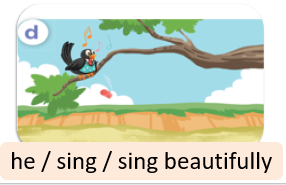 d
he / sing / sing beautifully